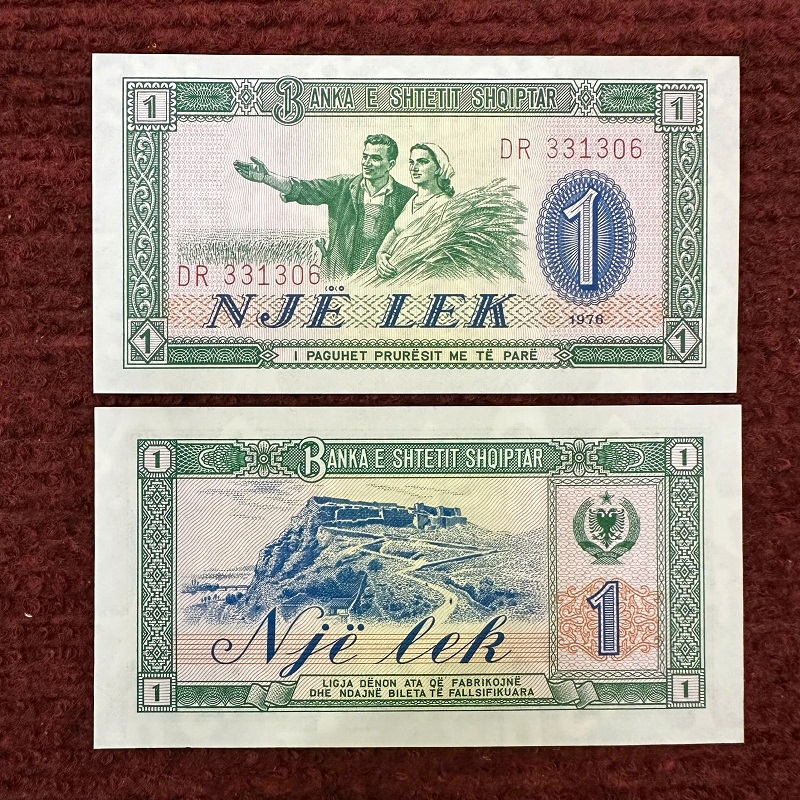 1 BANKA E SHTETIT SHQIPTAR 1
DR 331306
1
DR 331306
NJË LEK 1976
1 I PAGUHET PRURËSIT ME TË PARË 1
1 BANKA E SHTETIT SHQIPTAR 1
1
Një lek
1 LIGJA DËNON ATA QË FABRIKOJNË
DHE NDAJNË BILETA TË FALLSIFIKUARA 1